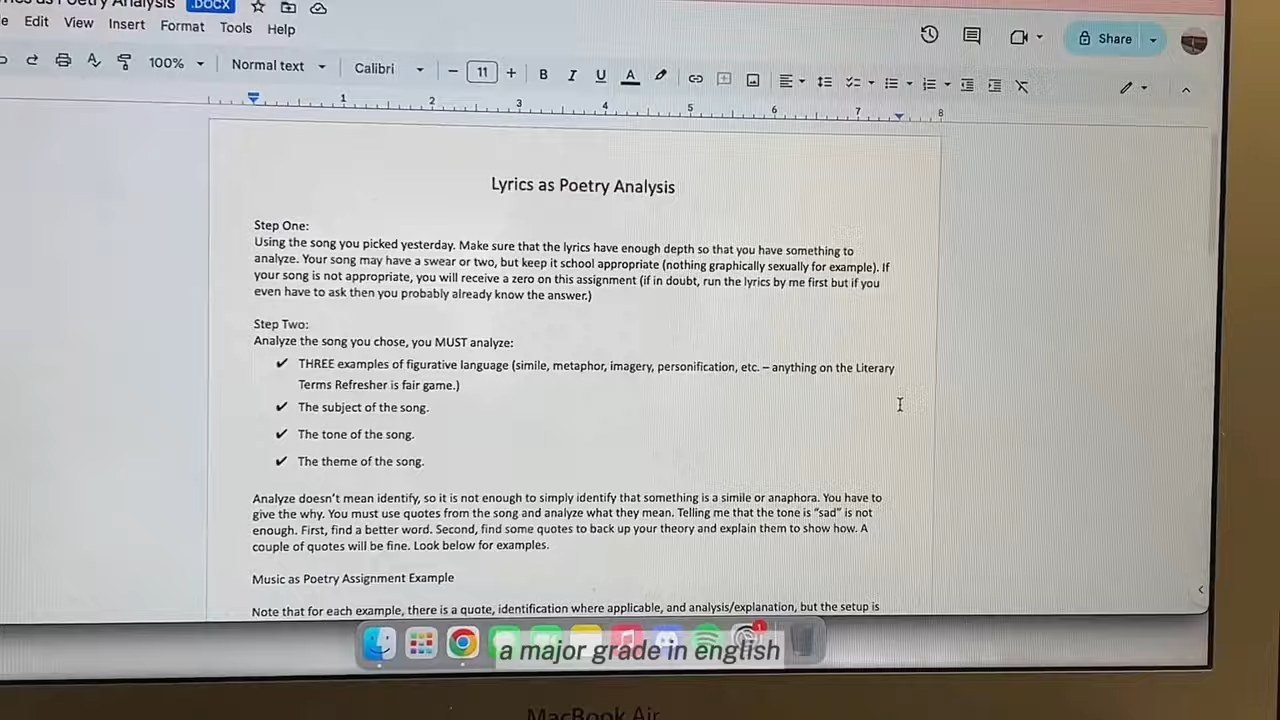 as Poetry Analysis .DOCX
Edit View Insert Format Tools Help
100% Normal text Calibri 11 B I U A Share
1 2 3 4 5 6 7 8
Lyrics as Poetry Analysis
Step One:
Using the song you picked yesterday. Make sure that the lyrics have enough depth so that you have something to
analyze. Your song may have a swear or two, but keep it school appropriate (nothing graphically sexually for example). If
your song is not appropriate, you will receive a zero on this assignment (if in doubt, run the lyrics by me first but if you
even have to ask then you probably already know the answer.)
Step Two:
Analyze the song you chose, you MUST analyze:
✔ THREE examples of figurative language (simile, metaphor, imagery, personification, etc. – anything on the Literary
Terms Refresher is fair game.)
✔ The subject of the song.
✔ The tone of the song.
✔ The theme of the song.
Analyze doesn't mean identify, so it is not enough to simply identify that something is a simile or anaphora. You have to
give the why. You must use quotes from the song and analyze what they mean. Telling me that the tone is "sad" is not
enough. First, find a better word. Second, find some quotes to back up your theory and explain them to show how. A
couple of quotes will be fine. Look below for examples.
Music as Poetry Assignment Example
Note that for each example, there is a quote, identification where applicable, and analysis/explanation, but the setup is
1
a major grade in english
MacBook Air